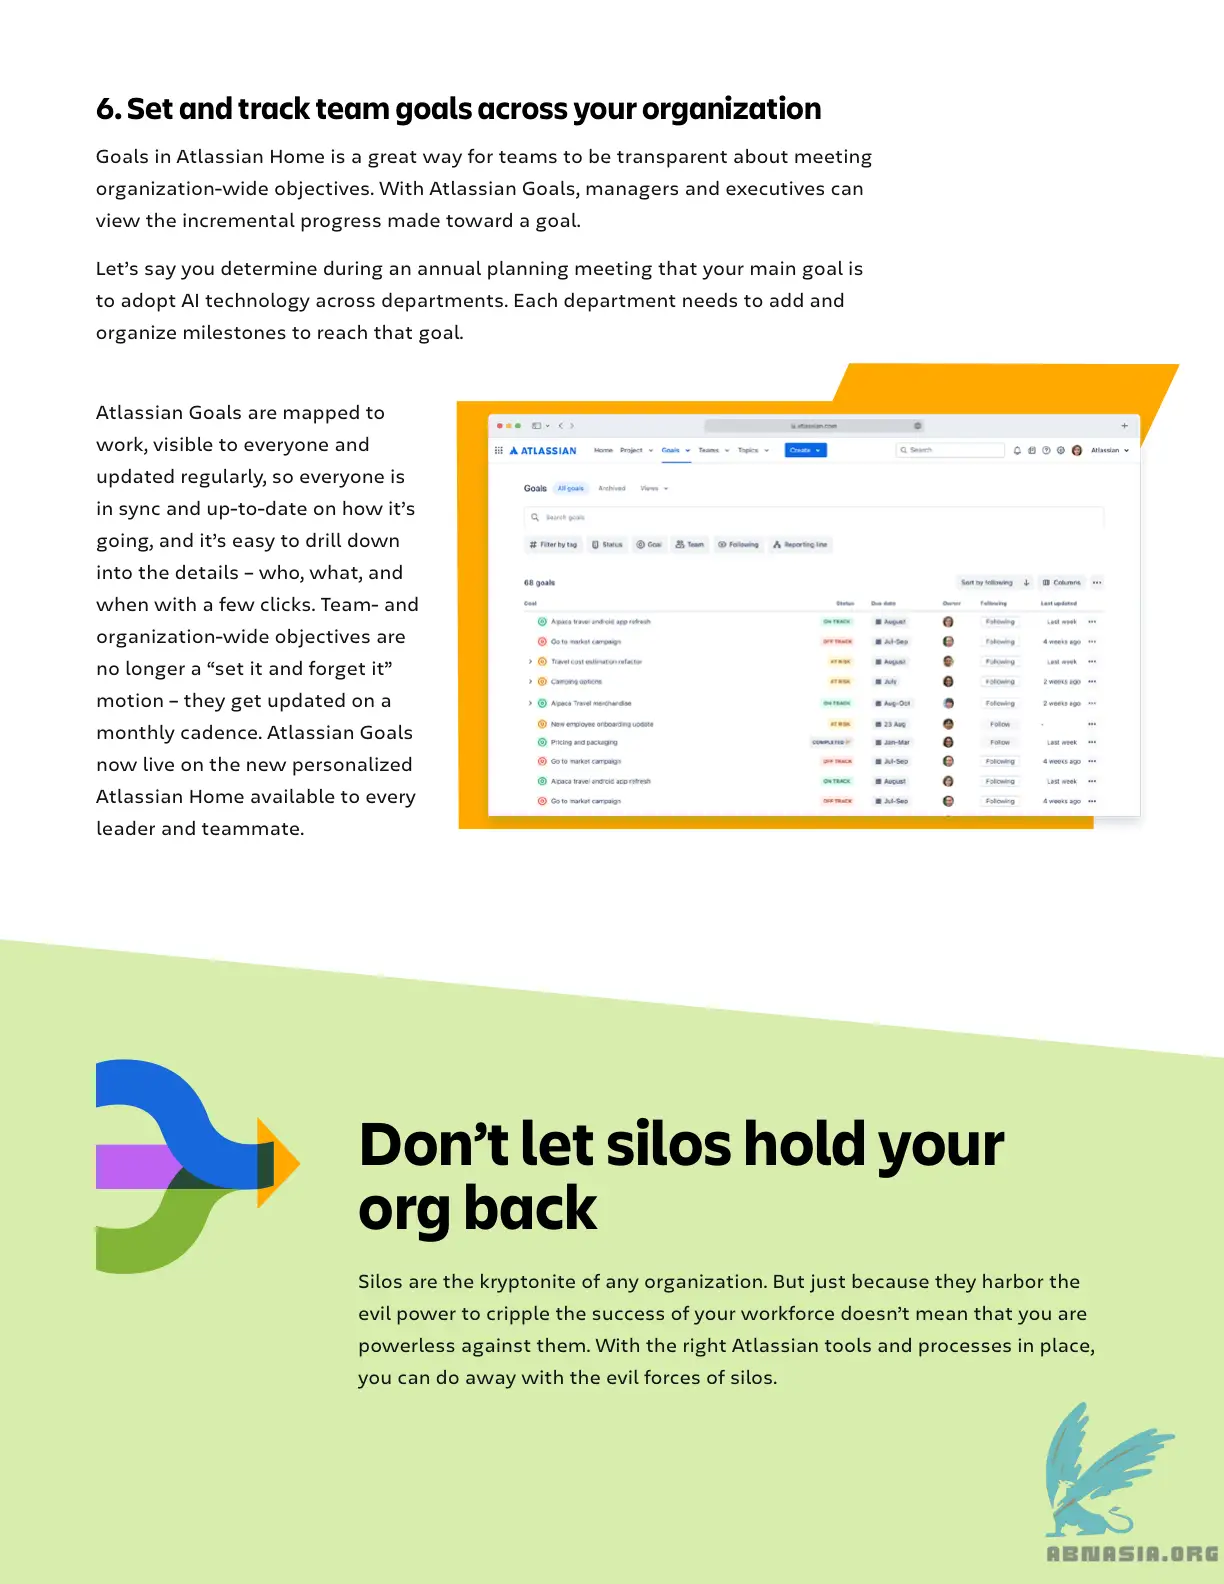 6. Set and track team goals across your organization
Goals in Atlassian Home is a great way for teams to be transparent about meeting
organization-wide objectives. With Atlassian Goals, managers and executives can
view the incremental progress made toward a goal.
Let’s say you determine during an annual planning meeting that your main goal is
to adopt AI technology across departments. Each department needs to add and
organize milestones to reach that goal.
Atlassian Goals are mapped to
work, visible to everyone and
updated regularly, so everyone is
in sync and up-to-date on how it’s
going, and it’s easy to drill down
into the details – who, what, and
when with a few clicks. Team- and
organization-wide objectives are
no longer a “set it and forget it”
motion – they get updated on a
monthly cadence. Atlassian Goals
now live on the new personalized
Atlassian Home available to every
leader and teammate.
atlassian.com
ATLASSIAN Home Project Goals Teams Topics Create Search Atlassian
Goals All goals Archived Views
Search goals
Filter by tag Status Goal Team Following Reporting line
68 goals Sort by following Columns
Goal Status Due date Owner Following Last updated
Alpaca travel android app refresh ON TRACK August Following Last week
Go to market campaign OFF TRACK Jul-Sep Following 4 weeks ago
Travel cost estimation refactor AT RISK August Following Last week
Camping options AT RISK July Following 2 weeks ago
Alpaca Travel merchandise ON TRACK Aug-Oct Following 2 weeks ago
New employee onboarding update AT RISK 23 Aug Follow -
Pricing and packaging COMPLETED Jan-Mar Follow Last week
Go to market campaign OFF TRACK Jul-Sep Following 4 weeks ago
Alpaca travel android app refresh ON TRACK August Following Last week
Go to market campaign OFF TRACK Jul-Sep Following 4 weeks ago
Don’t let silos hold your
org back
Silos are the kryptonite of any organization. But just because they harbor the
evil power to cripple the success of your workforce doesn’t mean that you are
powerless against them. With the right Atlassian tools and processes in place,
you can do away with the evil forces of silos.
ABNASIA.ORG